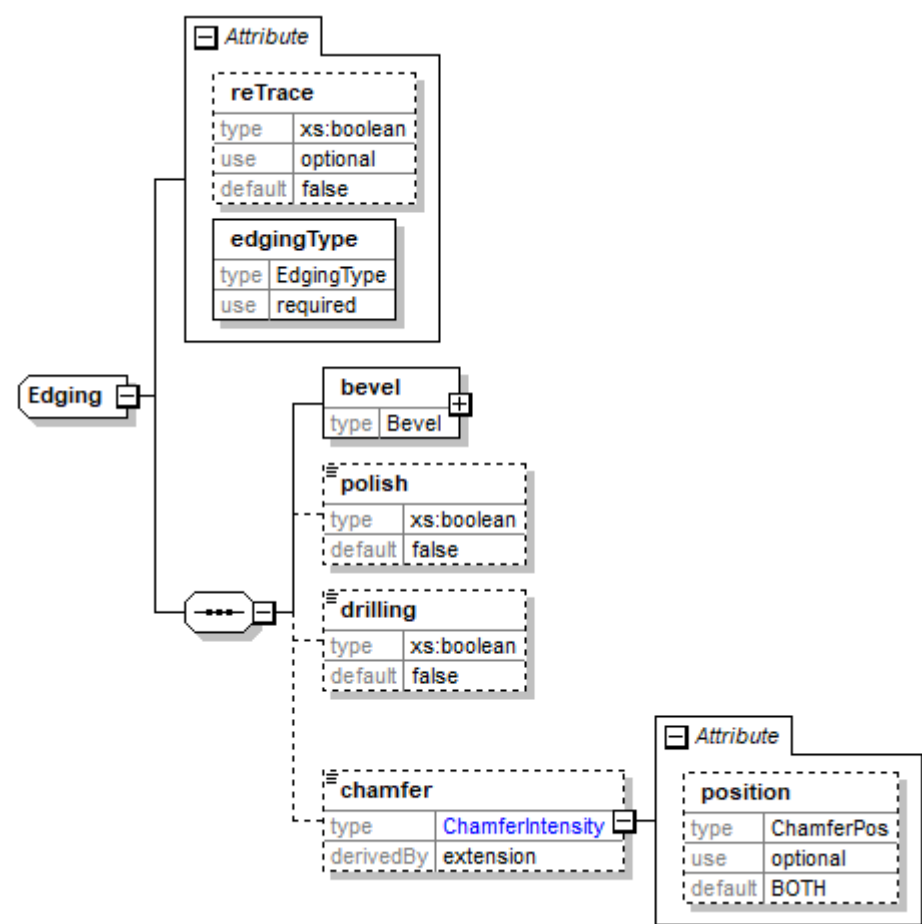 Attribute
reTrace
type xs:boolean
use optional
default false
edgingType
type EdgingType
use required
Edging
bevel
type Bevel
polish
type xs:boolean
default false
drilling
type xs:boolean
default false
Attribute
chamfer
type ChamferIntensity
derivedBy extension
position
type ChamferPos
use optional
default BOTH